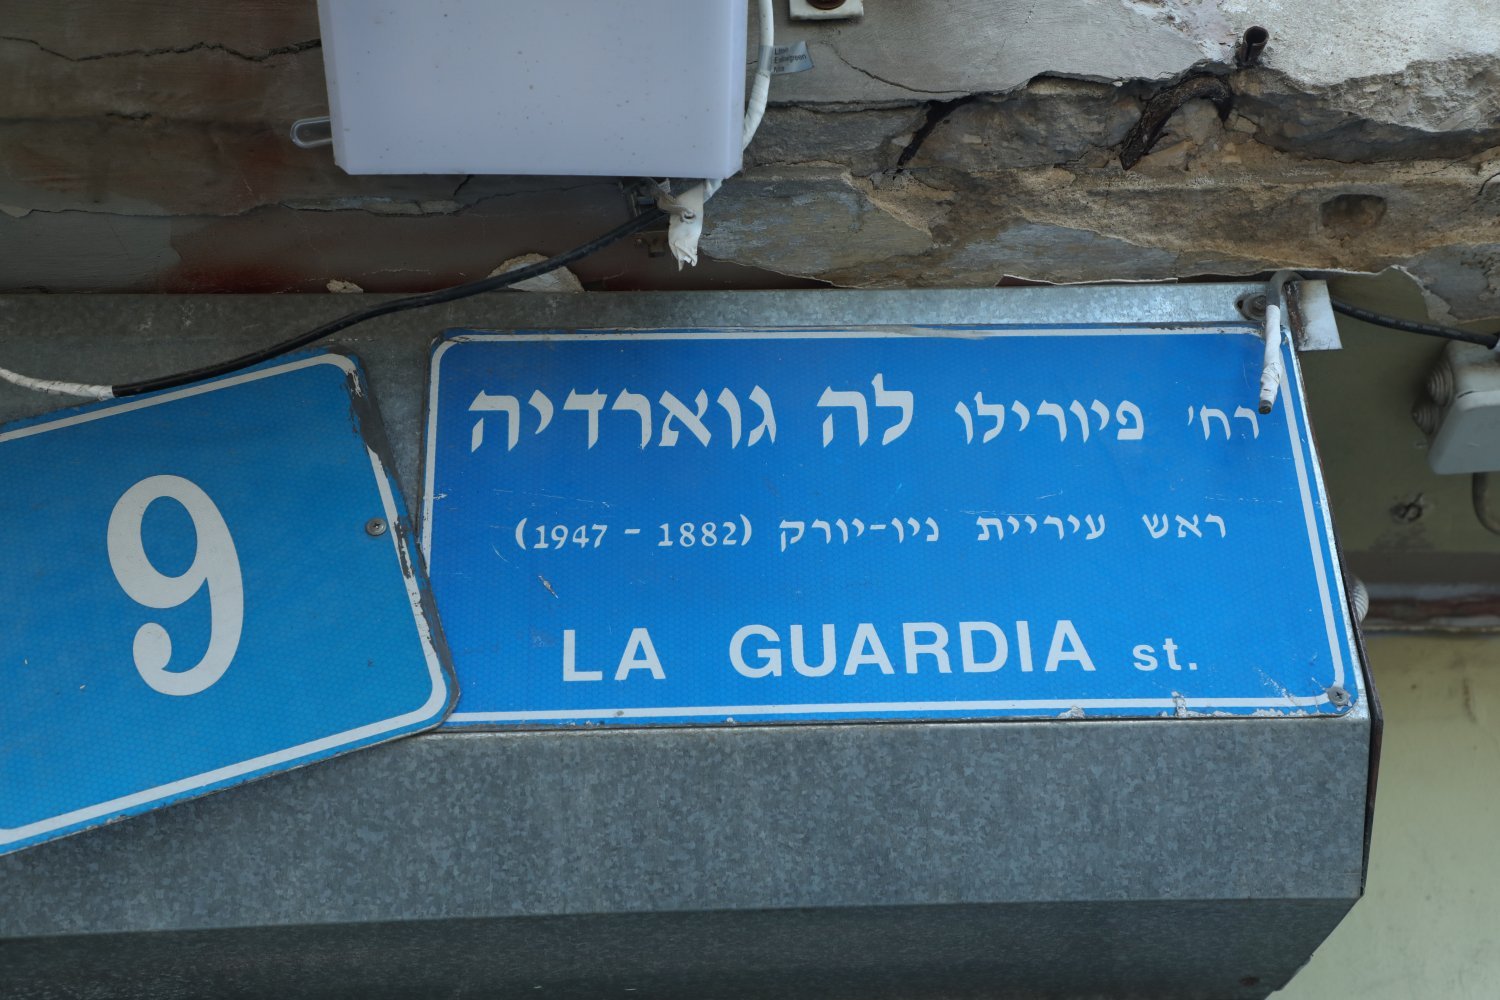 רח' פיורילו לה גוארדיה
ראש עיריית ניו-יורק (1882 - 1947)
LA GUARDIA st.
9